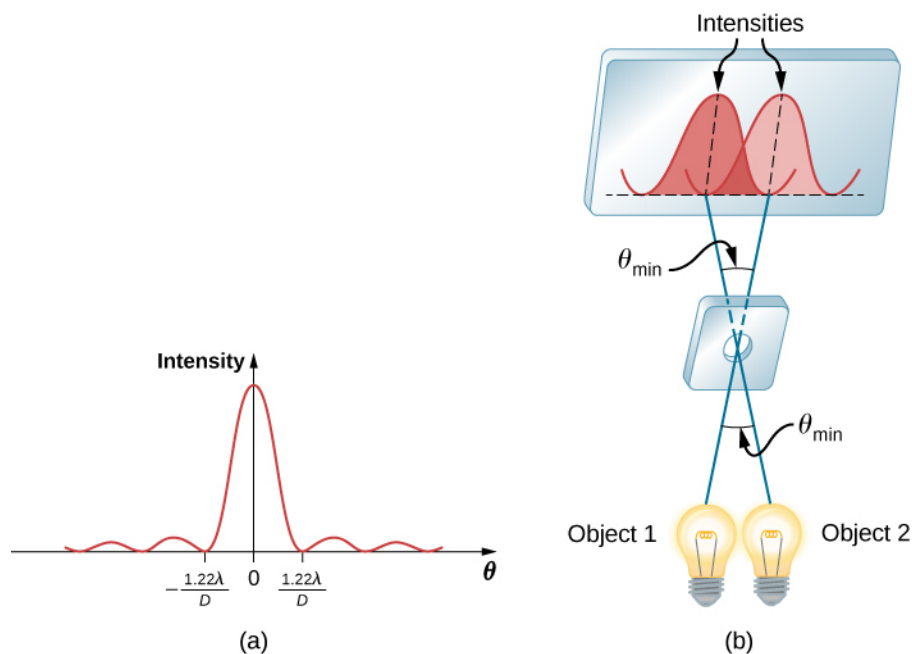 Intensities
θmin
Intensity
θmin
Object 1
Object 2
−1.22λ/D
0
1.22λ/D
θ
(a)
(b)